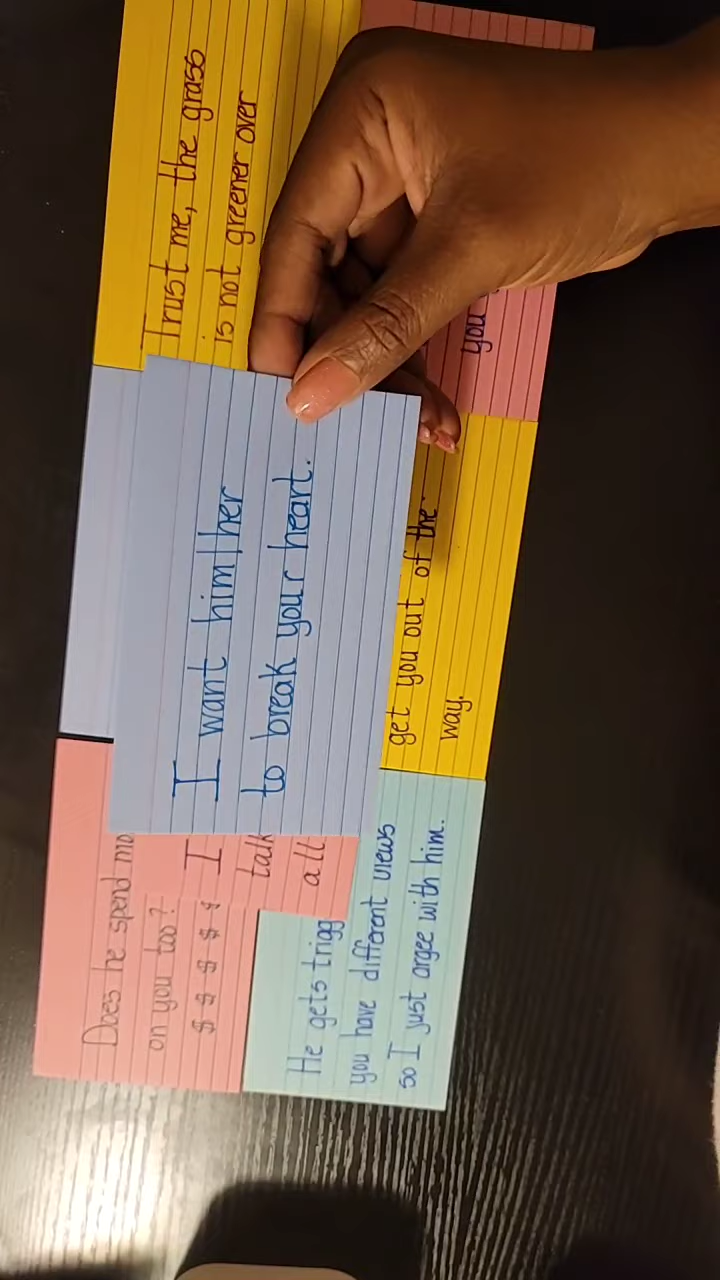 I want him/her
to break your heart.
Does he spend mo
on you too?
$ $ $ $ $
I
talk
all
Trust me, the grass
is not greener over
He gets trigg
you have different views
so I just argee with him.
get you out of the
way.
you